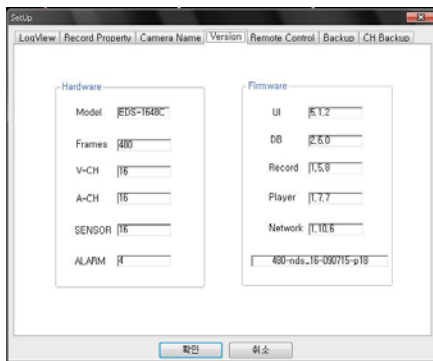 SetUp
LogView Record Property Camera Name Version Remote Control Backup CH Backup
Hardware
Model EDS-1648C
Frames 480
V-CH 16
A-CH 16
SENSOR 16
ALARM 4
Firmware
UI 5,1,2
DB 2,6,0
Record 1,5,8
Player 1,7,7
Network 1,10,6
480-nds_16-090715-p18
확인 취소